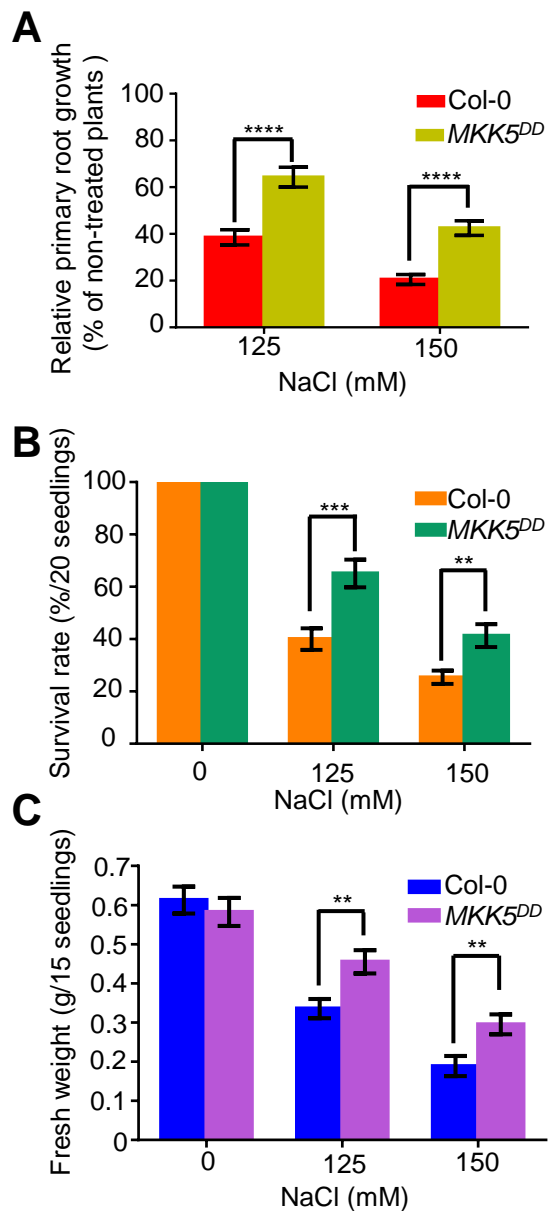 A
Relative primary root growth
(% of non-treated plants )
100
80
60
40
20
0
Col-0
MKK5DD
****
****
125
150
NaCl (mM)
B
Survival rate (%/20 seedlings)
100
80
60
40
20
0
Col-0
MKK5DD
***
**
0
125
150
NaCl (mM)
C
Fresh weight (g/15 seedlings)
0.7
0.6
0.5
0.4
0.3
0.2
0.1
0
Col-0
MKK5DD
**
**
0
125
150
NaCl (mM)